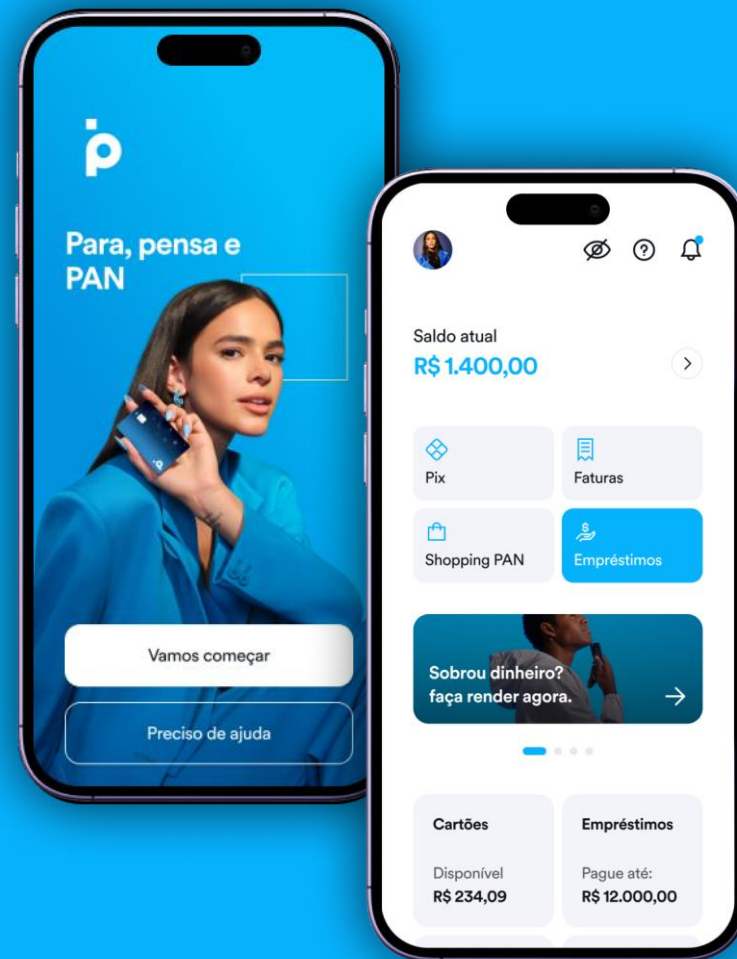 Para, pensa e
PAN
Vamos começar
Preciso de ajuda
Saldo atual
R$ 1.400,00
Pix
Faturas
Shopping PAN
Empréstimos
Sobrou dinheiro?
faça render agora.
Cartões
Empréstimos
Disponível
Pague até:
R$ 234,09
R$ 12.000,00